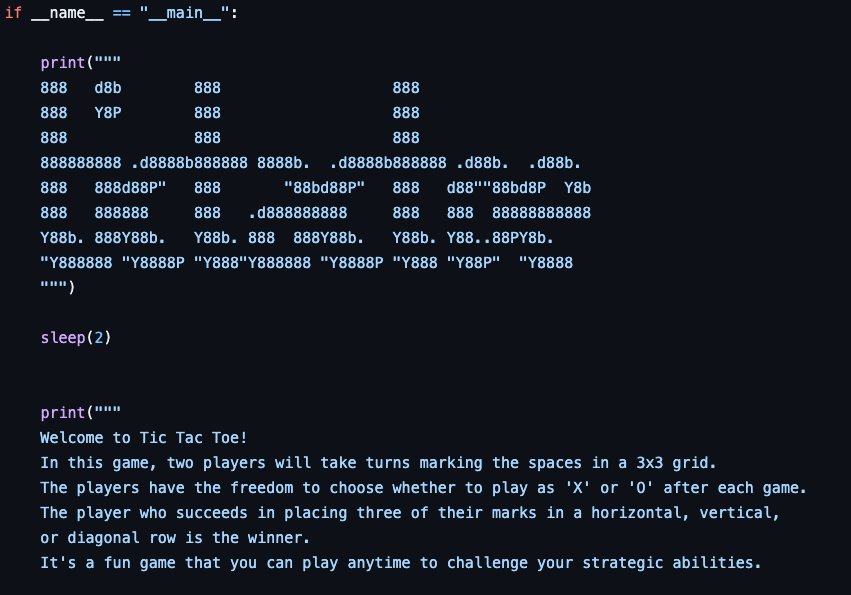 if __name__ == "__main__":
    print("""
    888   d8b        888                   888
    888   Y8P        888                   888
    888              888                   888
    888888888 .d8888b888888 8888b.  .d8888b888888 .d88b.  .d88b.
    888   888d88P"   888       "88bd88P"   888   d88""88bd8P  Y8b
    888   888888     888   .d888888888     888   888  88888888888
    Y88b. 888Y88b.   Y88b. 888  888Y88b.   Y88b. Y88..88PY8b.
    "Y888888 "Y8888P "Y888"Y888888 "Y8888P "Y888 "Y88P"  "Y8888
    """)
    sleep(2)
    print("""
    Welcome to Tic Tac Toe!
    In this game, two players will take turns marking the spaces in a 3x3 grid.
    The players have the freedom to choose whether to play as 'X' or 'O' after each game.
    The player who succeeds in placing three of their marks in a horizontal, vertical,
    or diagonal row is the winner.
    It's a fun game that you can play anytime to challenge your strategic abilities.